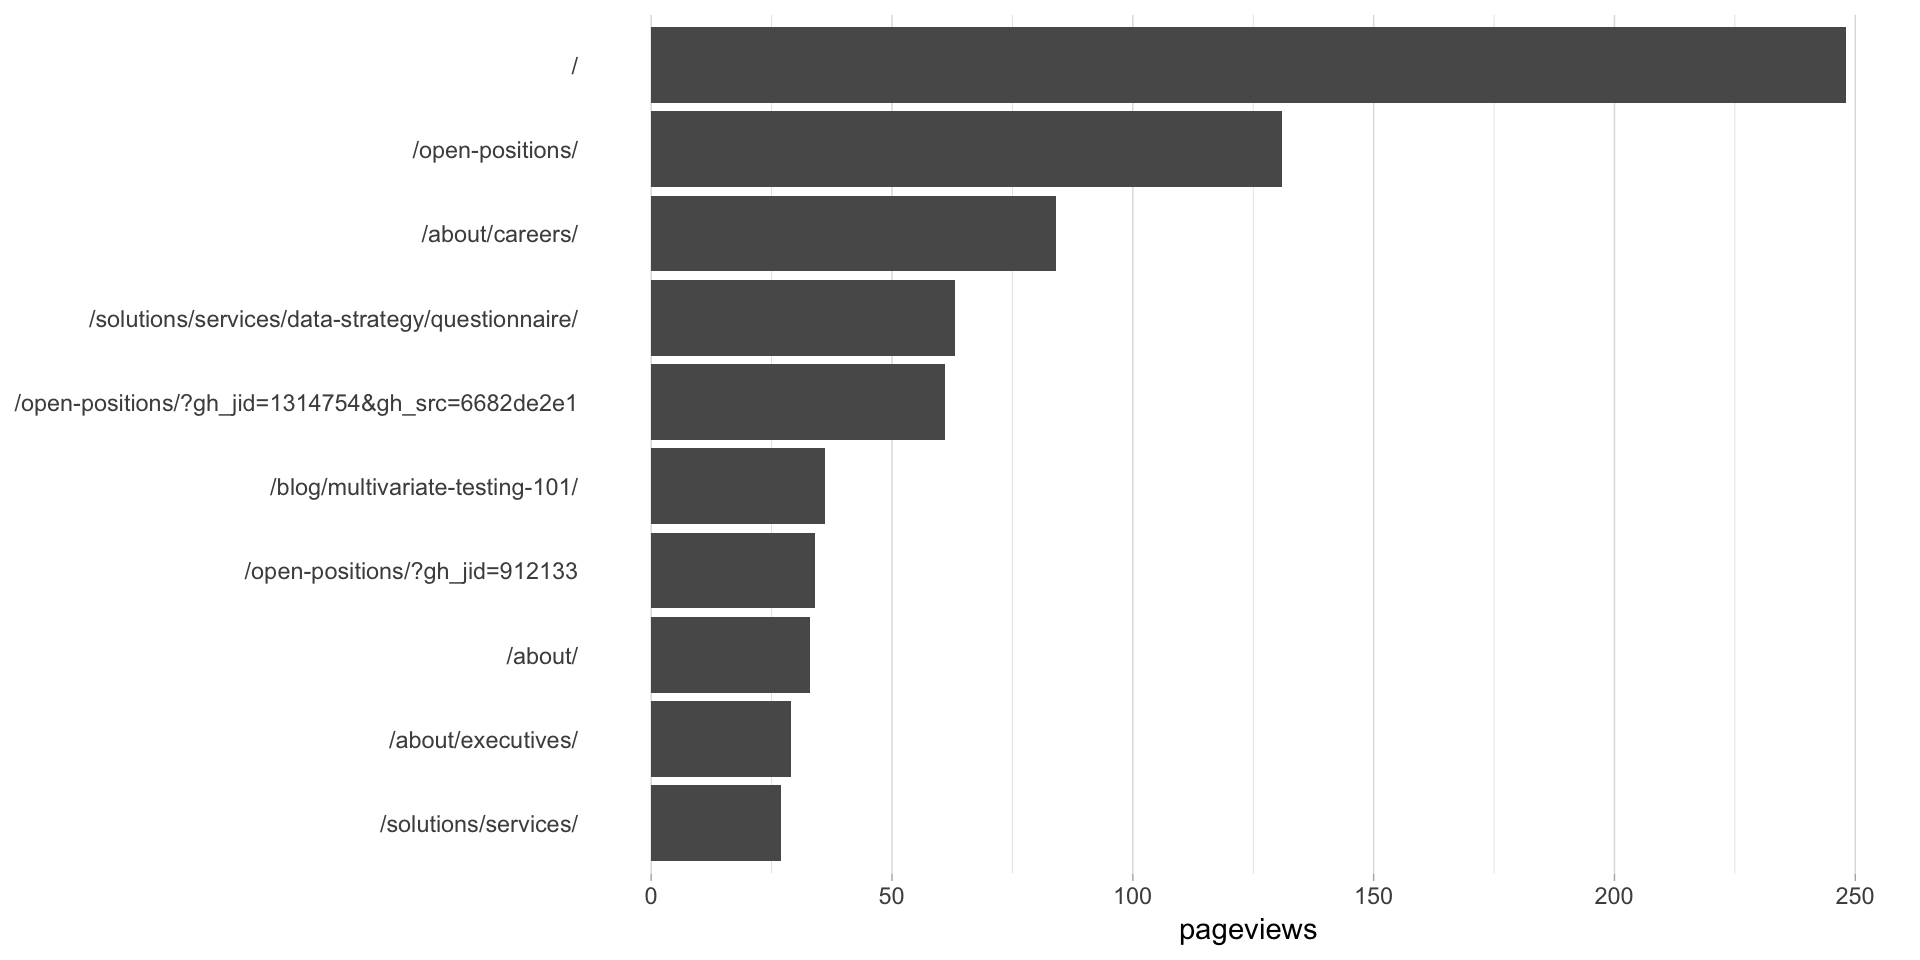 /
/open-positions/
/about/careers/
/solutions/services/data-strategy/questionnaire/
/open-positions/?gh_jid=1314754&gh_src=6682de2e1
/blog/multivariate-testing-101/
/open-positions/?gh_jid=912133
/about/
/about/executives/
/solutions/services/
0 50 100 150 200 250
pageviews